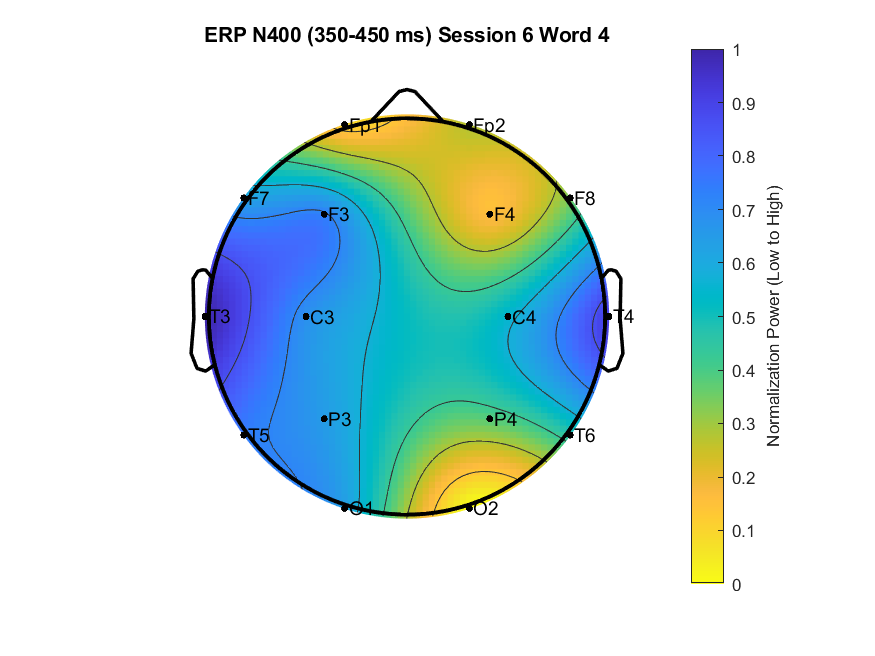 ERP N400 (350-450 ms) Session 6 Word 4
Fp1
Fp2
F7
F3
F4
F8
T3
C3
C4
T4
P3
P4
T5
T6
O1
O2
1
0.9
0.8
0.7
0.6
0.5
0.4
0.3
0.2
0.1
0
Normalization Power (Low to High)